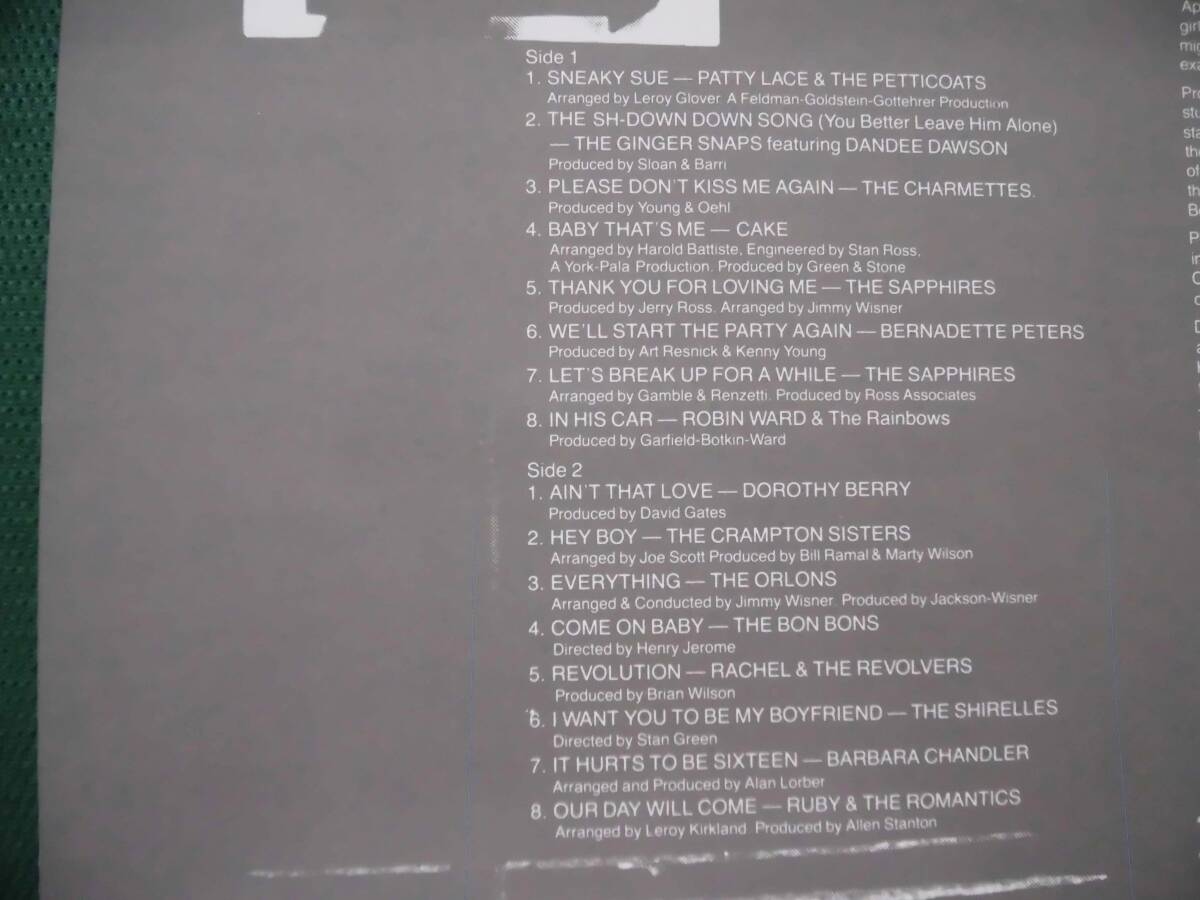 Side 1
1. SNEAKY SUE — PATTY LACE & THE PETTICOATS
Arranged by Leroy Glover A Feldman-Goldstein-Gottehrer Production
2. THE SH-DOWN DOWN SONG (You Better Leave Him Alone)
— THE GINGER SNAPS featuring DANDEE DAWSON
Produced by Sloan & Barri
3. PLEASE DON'T KISS ME AGAIN — THE CHARMETTES.
Produced by Young & Oehl
4. BABY THAT'S ME — CAKE
Arranged by Harold Battiste, Engineered by Stan Ross,
A York-Pala Production. Produced by Green & Stone
5. THANK YOU FOR LOVING ME — THE SAPPHIRES
Produced by Jerry Ross. Arranged by Jimmy Wisner
6. WE'LL START THE PARTY AGAIN — BERNADETTE PETERS
Produced by Art Resnick & Kenny Young
7. LET'S BREAK UP FOR A WHILE — THE SAPPHIRES
Arranged by Gamble & Renzetti. Produced by Ross Associates
8. IN HIS CAR — ROBIN WARD & The Rainbows
Produced by Garfield-Botkin-Ward
Side 2
1. AIN'T THAT LOVE — DOROTHY BERRY
Produced by David Gates
2. HEY BOY — THE CRAMPTON SISTERS
Arranged by Joe Scott Produced by Bill Ramal & Marty Wilson
3. EVERYTHING — THE ORLONS
Arranged & Conducted by Jimmy Wisner. Produced by Jackson-Wisner
4. COME ON BABY — THE BON BONS
Directed by Henry Jerome
5. REVOLUTION — RACHEL & THE REVOLVERS
Produced by Brian Wilson
6. I WANT YOU TO BE MY BOYFRIEND — THE SHIRELLES
Directed by Stan Green
7. IT HURTS TO BE SIXTEEN — BARBARA CHANDLER
Arranged and Produced by Alan Lorber
8. OUR DAY WILL COME — RUBY & THE ROMANTICS
Arranged by Leroy Kirkland Produced by Allen Stanton